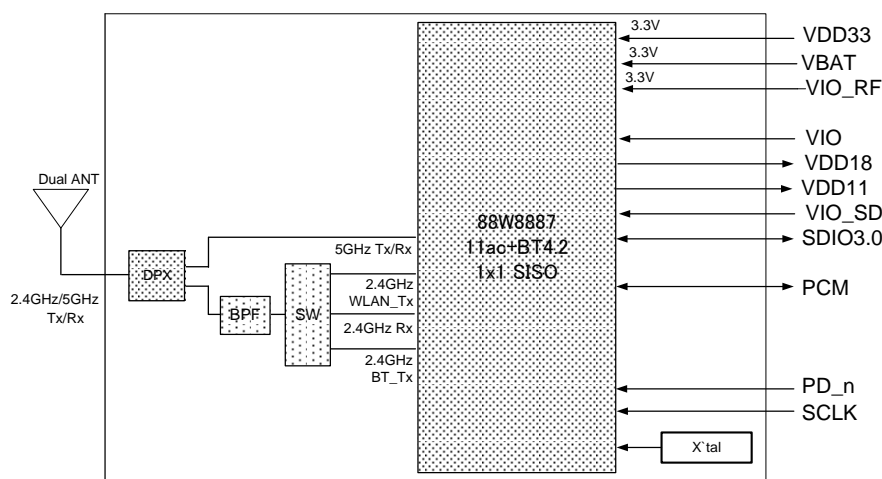 3.3V
VDD33
3.3V
VBAT
3.3V
VIO_RF
VIO
VDD18
VDD11
VIO_SD
SDIO3.0
PCM
PD_n
SCLK
X`tal
88W8887
11ac+BT4.2
1x1 SISO
Dual ANT
2.4GHz/5GHz
Tx/Rx
DPX
BPF
SW
5GHz Tx/Rx
2.4GHz
WLAN_Tx
2.4GHz Rx
2.4GHz
BT_Tx